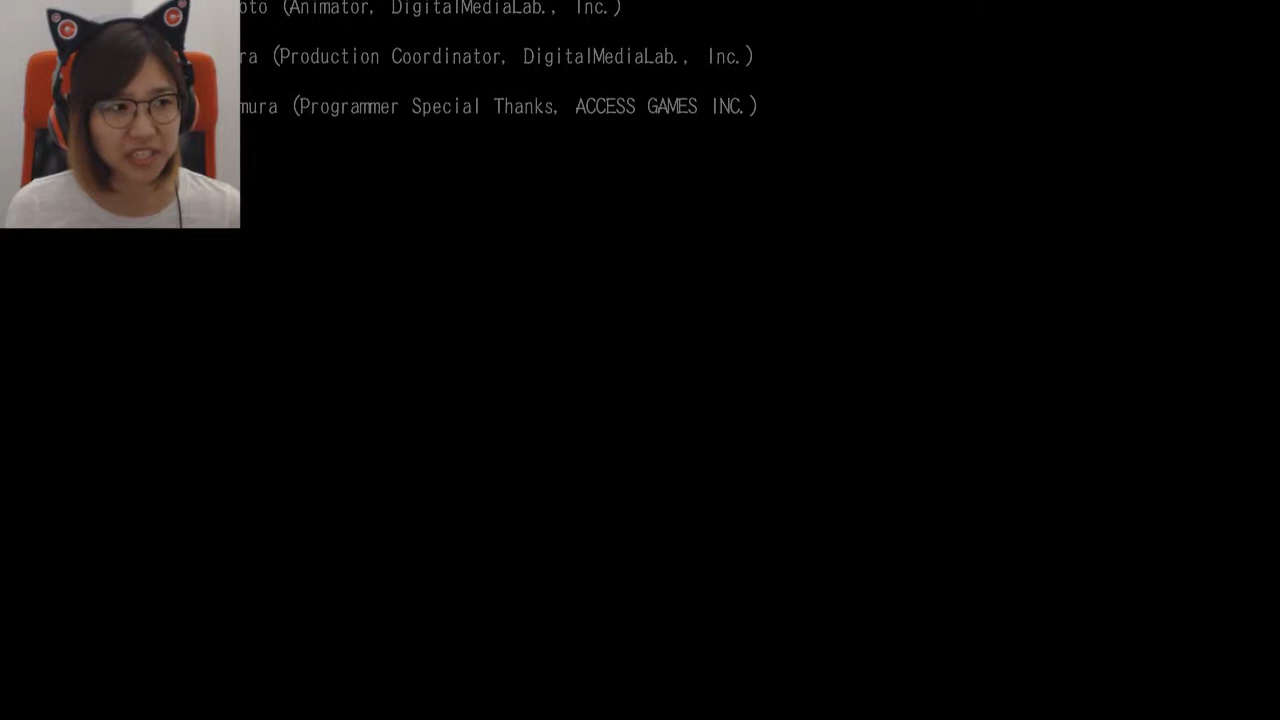 oto (Animator, DigitalMediaLab., Inc.)
ra (Production Coordinator, DigitalMediaLab., Inc.)
mura (Programmer Special Thanks, ACCESS GAMES INC.)